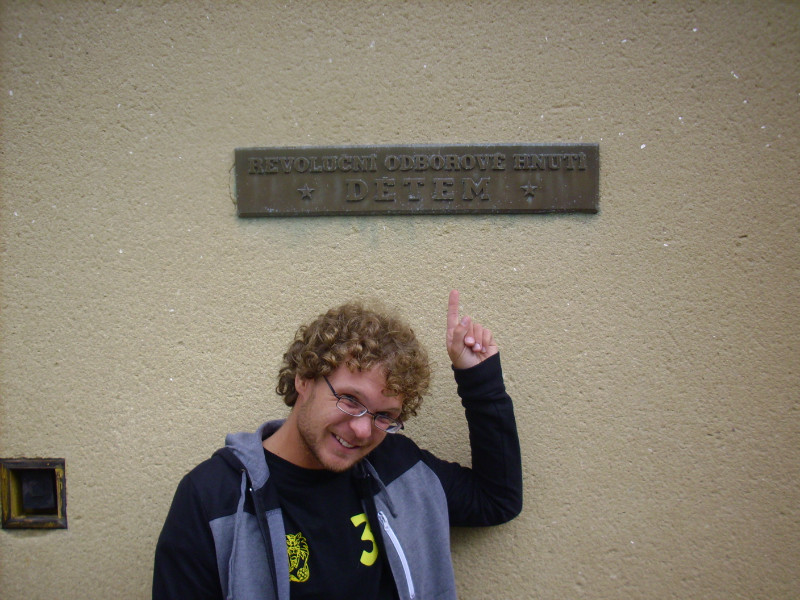 REVOLUČNÍ ODBOROVÉ HNUTÍ
★ DĚTEM ★
3